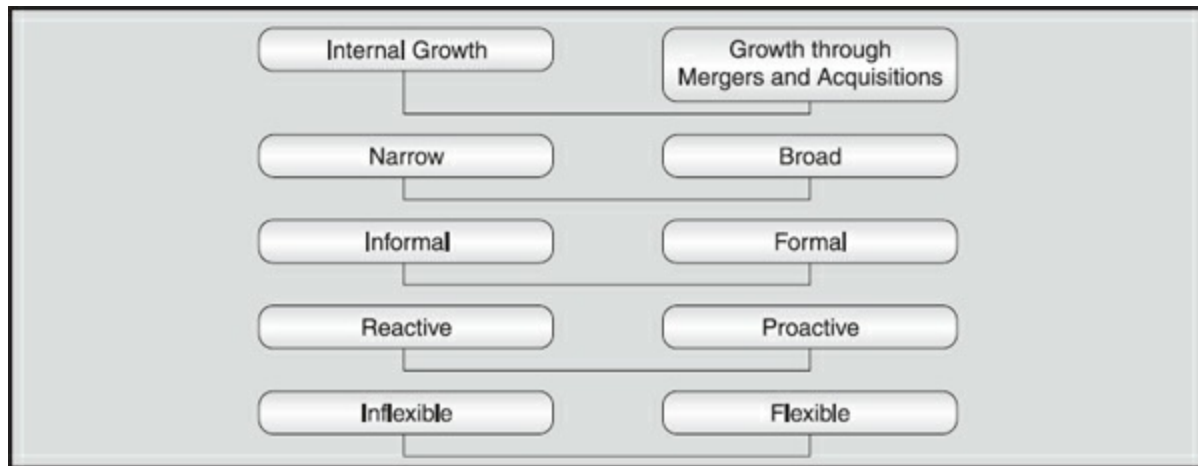 Internal Growth
Growth through
Mergers and Acquisitions
Narrow
Broad
Informal
Formal
Reactive
Proactive
Inflexible
Flexible